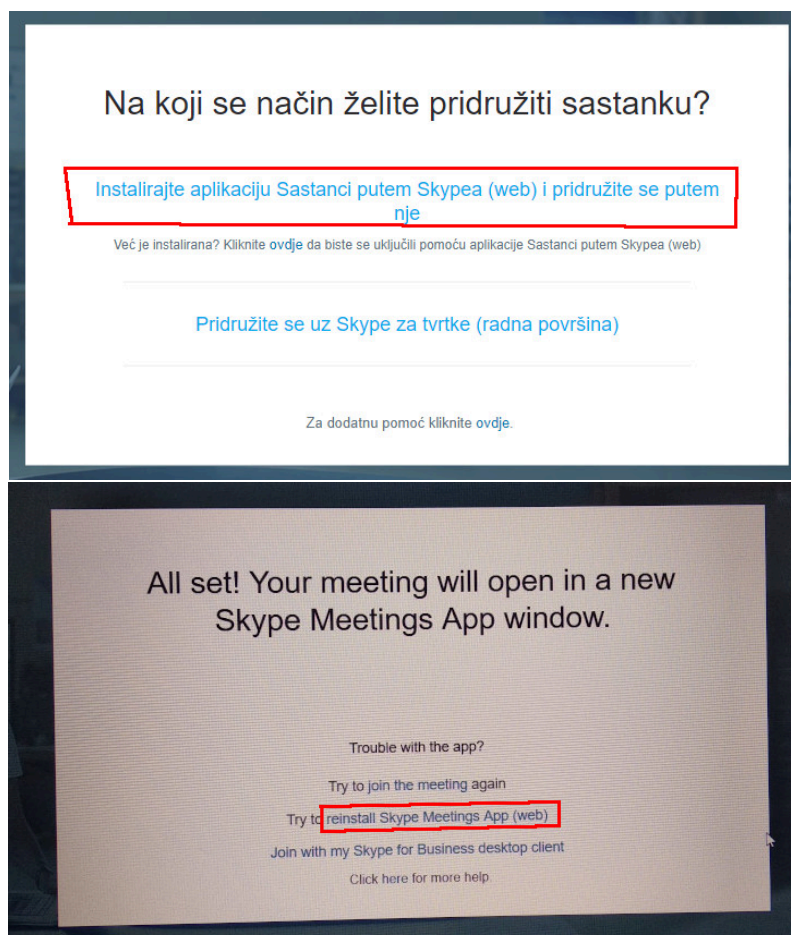 Na koji se način želite pridružiti sastanku?
Instalirajte aplikaciju Sastanci putem Skypea (web) i pridružite se putem
nje
Već je instalirana? Kliknite ovdje da biste se uključili pomoću aplikacije Sastanci putem Skypea (web)
Pridružite se uz Skype za tvrtke (radna površina)
Za dodatnu pomoć kliknite ovdje.
All set! Your meeting will open in a new
Skype Meetings App window.
Trouble with the app?
Try to join the meeting again
Try to reinstall Skype Meetings App (web)
Join with my Skype for Business desktop client
Click here for more help.